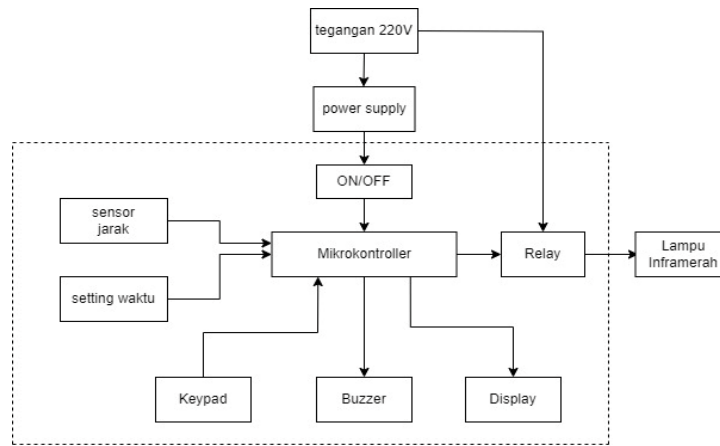 tegangan 220V
power supply
ON/OFF
sensor
jarak
Mikrokontroller
Relay
Lampu
Inframerah
setting waktu
Keypad
Buzzer
Display